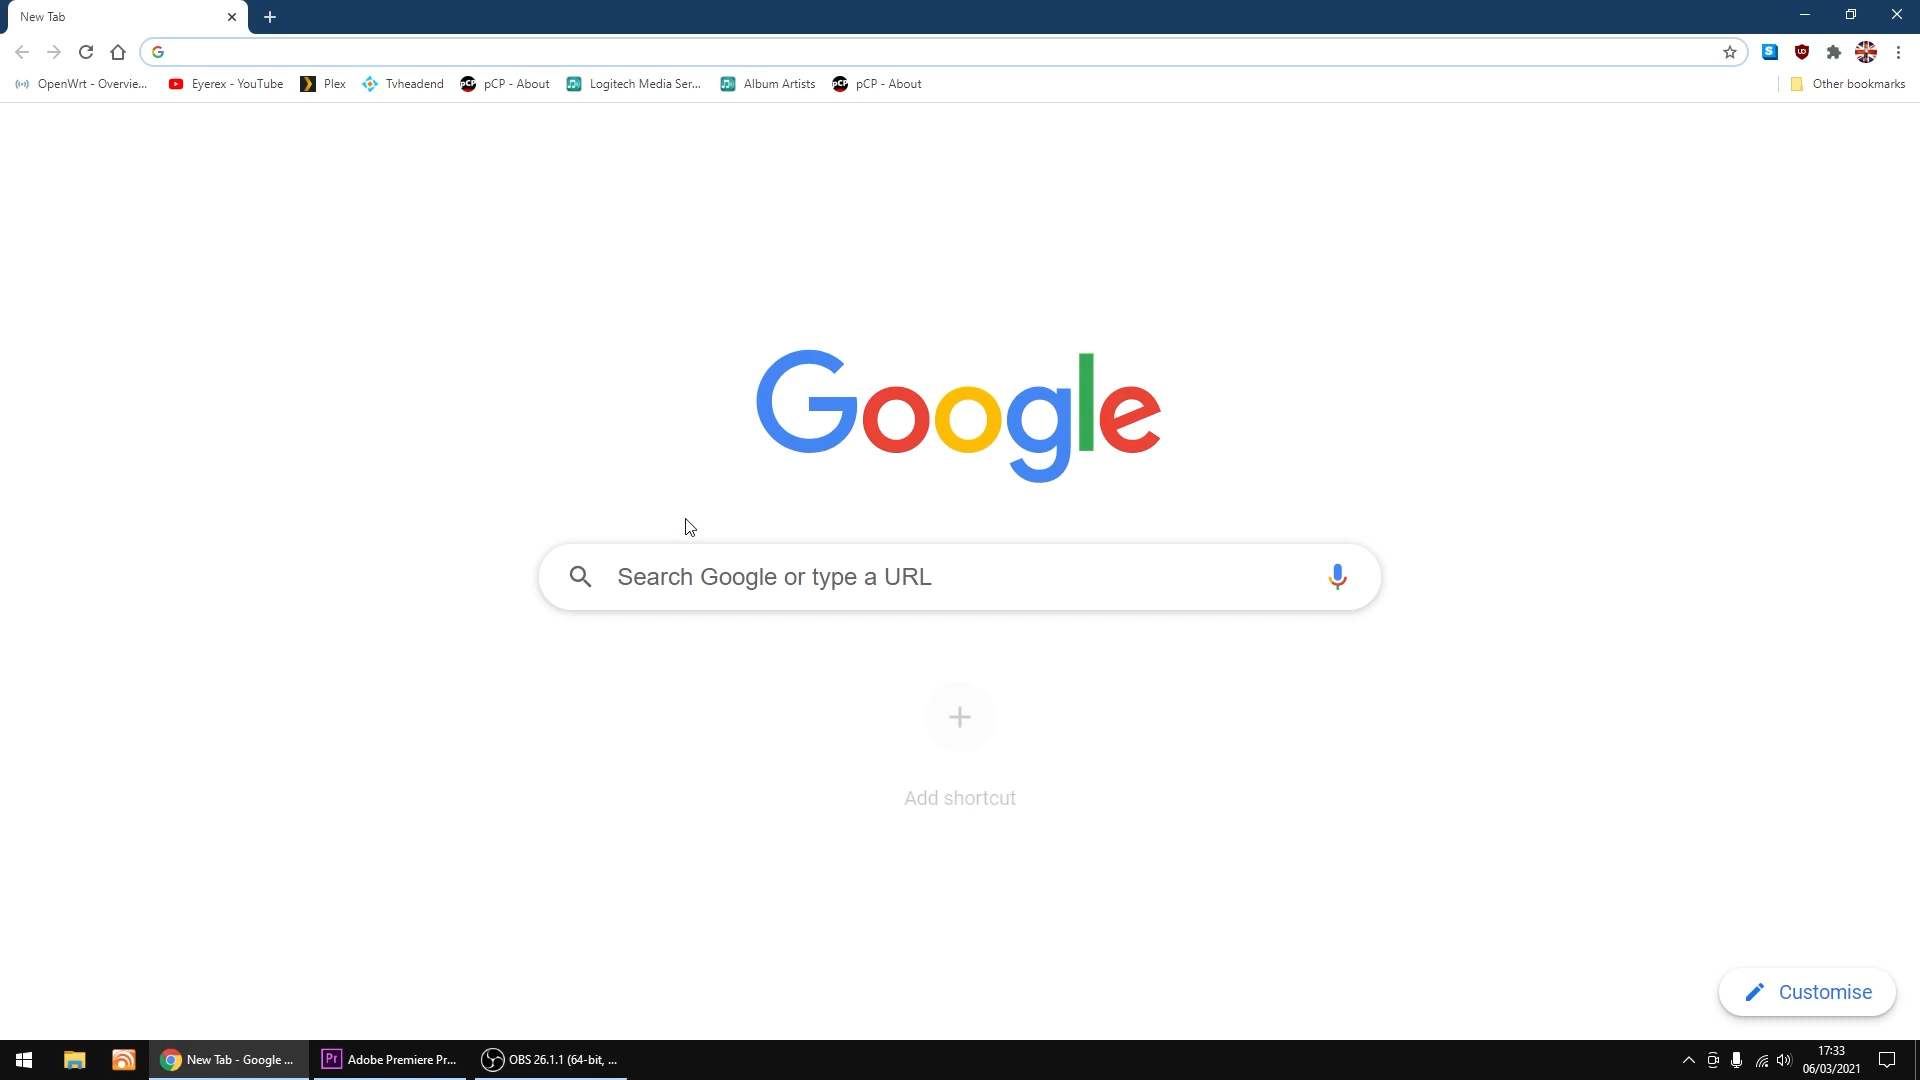 New Tab
OpenWrt - Overvie...
Eyerex - YouTube
Plex
Tvheadend
pCP - About
Logitech Media Ser...
Album Artists
pCP - About
Other bookmarks
Google
Search Google or type a URL
Add shortcut
Customise
New Tab - Google ...
Pr
Adobe Premiere Pr...
OBS 26.1.1 (64-bit, ...
17:33
06/03/2021